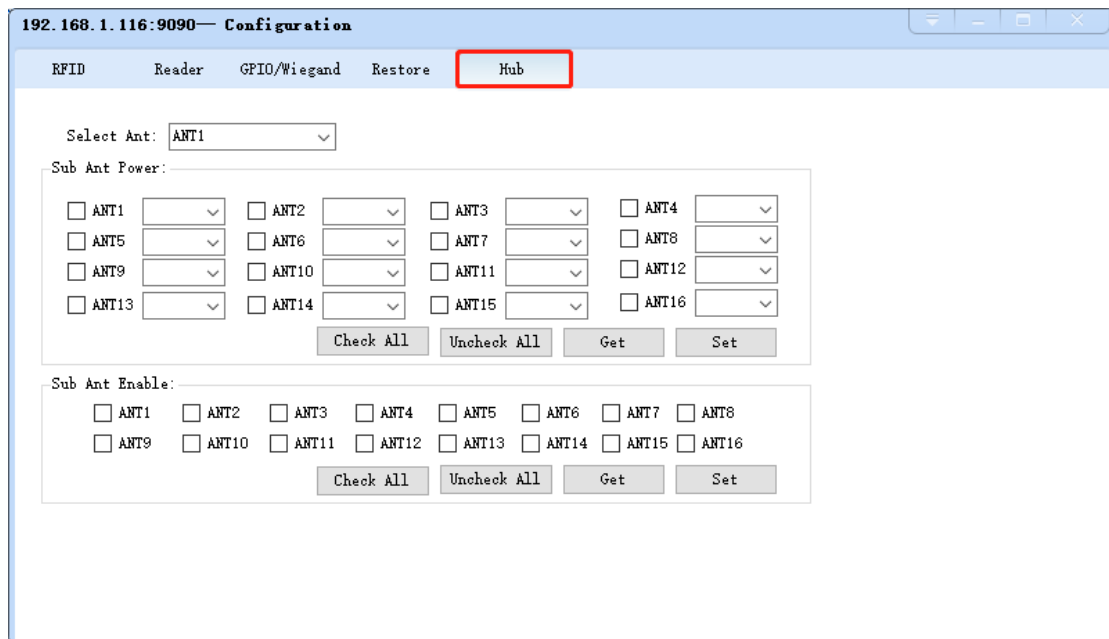 192.168.1.116:9090— Configuration
RFID Reader GPIO/Wiegand Restore Hub
Select Ant: ANT1
Sub Ant Power:
ANT1 ANT2 ANT3 ANT4
ANT5 ANT6 ANT7 ANT8
ANT9 ANT10 ANT11 ANT12
ANT13 ANT14 ANT15 ANT16
Check All Uncheck All Get Set
Sub Ant Enable:
ANT1 ANT2 ANT3 ANT4 ANT5 ANT6 ANT7 ANT8
ANT9 ANT10 ANT11 ANT12 ANT13 ANT14 ANT15 ANT16
Check All Uncheck All Get Set